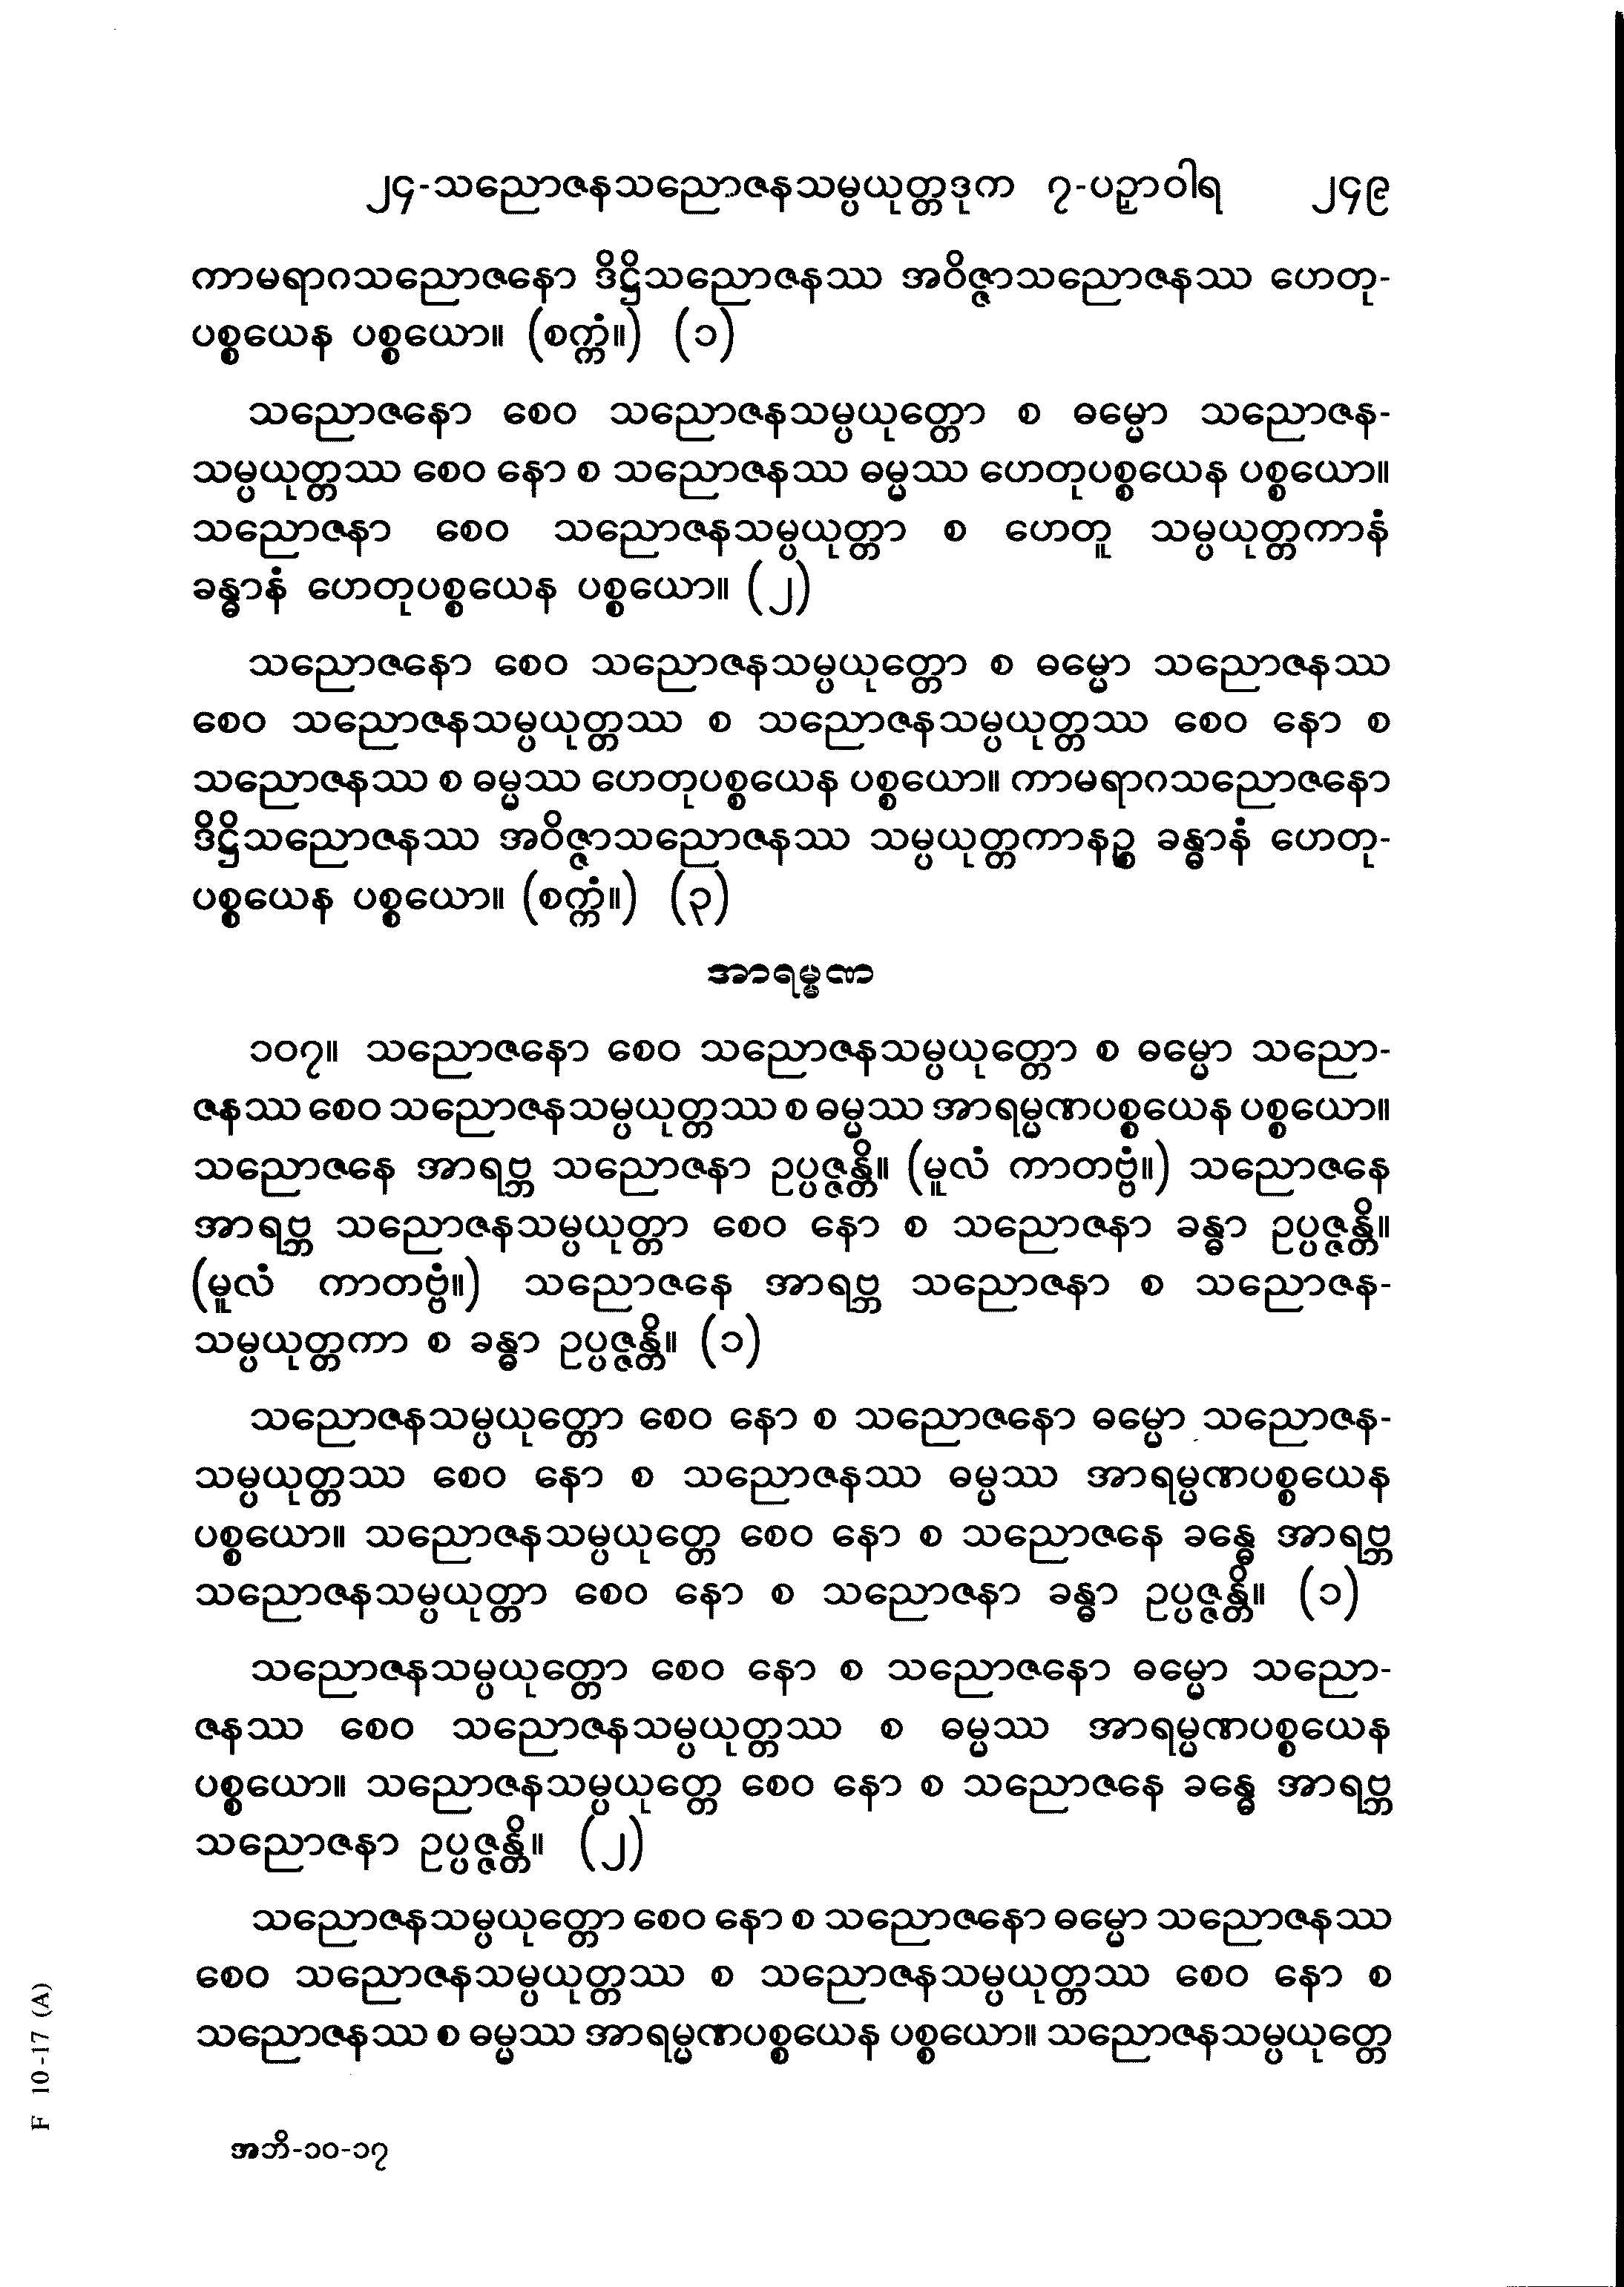 ၂၄-သညောဇနသညောဇနသမ္ပယုတ္တဒုက ၇-ပဉှာဝါရ ၂၄၉
ကာမရာဂသညောဇနော ဒိဋ္ဌိသညောဇနဿ အဝိဇ္ဇာသညောဇနဿ ဟေတု-
ပစ္စယေန ပစ္စယော။ (စက္ကံ။) (၁)
သညောဇနော စေဝ သညောဇနသမ္ပယုတ္တော စ ဓမ္မော သညောဇန-
သမ္ပယုတ္တဿ စေဝ နော စ သညောဇနဿ ဓမ္မဿ ဟေတုပစ္စယေန ပစ္စယော။
သညောဇနာ စေဝ သညောဇနသမ္ပယုတ္တာ စ ဟေတူ သမ္ပယုတ္တကာနံ
ခန္ဓာနံ ဟေတုပစ္စယေန ပစ္စယော။ (၂)
သညောဇနော စေဝ သညောဇနသမ္ပယုတ္တော စ ဓမ္မော သညောဇနဿ
စေဝ သညောဇနသမ္ပယုတ္တဿ စ သညောဇနသမ္ပယုတ္တဿ စေဝ နော စ
သညောဇနဿ စ ဓမ္မဿ ဟေတုပစ္စယေန ပစ္စယော။ ကာမရာဂသညောဇနော
ဒိဋ္ဌိသညောဇနဿ အဝိဇ္ဇာသညောဇနဿ သမ္ပယုတ္တကာနဉ္စ ခန္ဓာနံ ဟေတု-
ပစ္စယေန ပစ္စယော။ (စက္ကံ။) (၃)
အာရမ္မဏ
၁၀၇။ သညောဇနော စေဝ သညောဇနသမ္ပယုတ္တော စ ဓမ္မော သညော-
ဇနဿ စေဝ သညောဇနသမ္ပယုတ္တဿ စ ဓမ္မဿ အာရမ္မဏပစ္စယေန ပစ္စယော။
သညောဇနေ အာရဗ္ဘ သညောဇနာ ဥပ္ပဇ္ဇန္တိ။ (မူလံ ကာတဗ္ဗံ။) သညောဇနေ
အာရဗ္ဘ သညောဇနသမ္ပယုတ္တာ စေဝ နော စ သညောဇနာ ခန္ဓာ ဥပ္ပဇ္ဇန္တိ။
(မူလံ ကာတဗ္ဗံ။) သညောဇနေ အာရဗ္ဘ သညောဇနာ စ သညောဇန-
သမ္ပယုတ္တကာ စ ခန္ဓာ ဥပ္ပဇ္ဇန္တိ။ (၁)
သညောဇနသမ္ပယုတ္တော စေဝ နော စ သညောဇနော ဓမ္မော သညောဇန-
သမ္ပယုတ္တဿ စေဝ နော စ သညောဇနဿ ဓမ္မဿ အာရမ္မဏပစ္စယေန
ပစ္စယော။ သညောဇနသမ္ပယုတ္တေ စေဝ နော စ သညောဇနေ ခန္ဓေ အာရဗ္ဘ
သညောဇနသမ္ပယုတ္တာ စေဝ နော စ သညောဇနာ ခန္ဓာ ဥပ္ပဇ္ဇန္တိ။ (၁)
သညောဇနသမ္ပယုတ္တော စေဝ နော စ သညောဇနော ဓမ္မော သညော-
ဇနဿ စေဝ သညောဇနသမ္ပယုတ္တဿ စ ဓမ္မဿ အာရမ္မဏပစ္စယေန
ပစ္စယော။ သညောဇနသမ္ပယုတ္တေ စေဝ နော စ သညောဇနေ ခန္ဓေ အာရဗ္ဘ
သညောဇနာ ဥပ္ပဇ္ဇန္တိ။ (၂)
သညောဇနသမ္ပယုတ္တော စေဝ နော စ သညောဇနော ဓမ္မော သညောဇနဿ
စေဝ သညောဇနသမ္ပယုတ္တဿ စ သညောဇနသမ္ပယုတ္တဿ စေဝ နော စ
သညောဇနဿ စ ဓမ္မဿ အာရမ္မဏပစ္စယေန ပစ္စယော။ သညောဇနသမ္ပယုတ္တေ
F 10-17 (A)
အဘိ-၁၀-၁၇